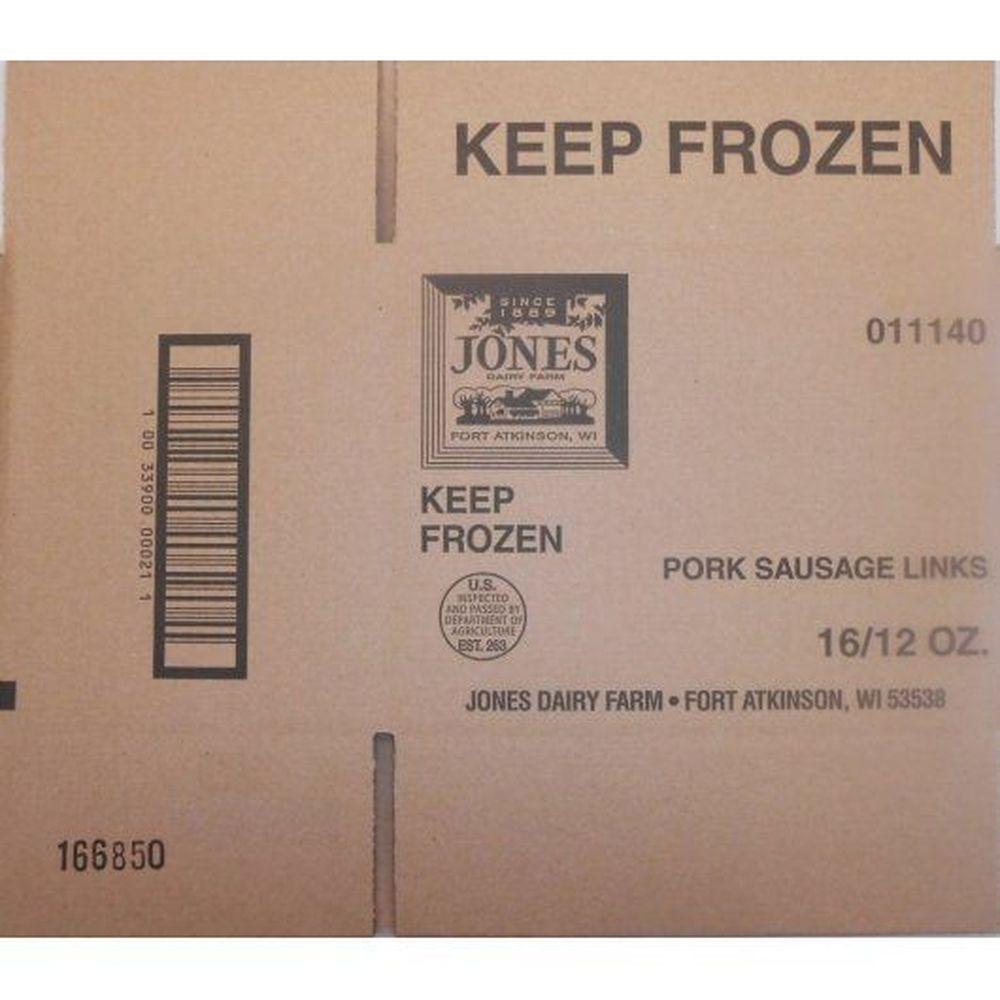 KEEP FROZEN
SINCE
1889
JONES
DAIRY FARM
FORT ATKINSON, WI
011140
1 00 33900 00021 1
KEEP
FROZEN
PORK SAUSAGE LINKS
U.S.
INSPECTED
AND PASSED BY
DEPARTMENT OF
AGRICULTURE
EST. 263
16/12 OZ.
JONES DAIRY FARM • FORT ATKINSON, WI 53538
166850